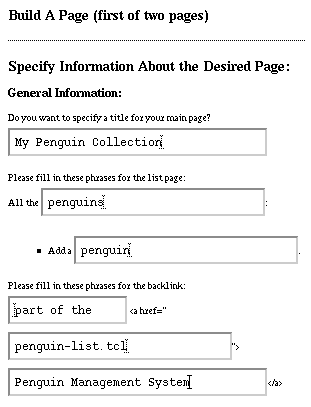 Build A Page (first of two pages)
Specify Information About the Desired Page:
General Information:
Do you want to specify a title for your main page?
My Penguin Collection
Please fill in these phrases for the list page:
All the penguins :
Add a penguin .
Please fill in these phrases for the backlink:
part of the <a href="
penguin-list.tcl ">
Penguin Management System </a>